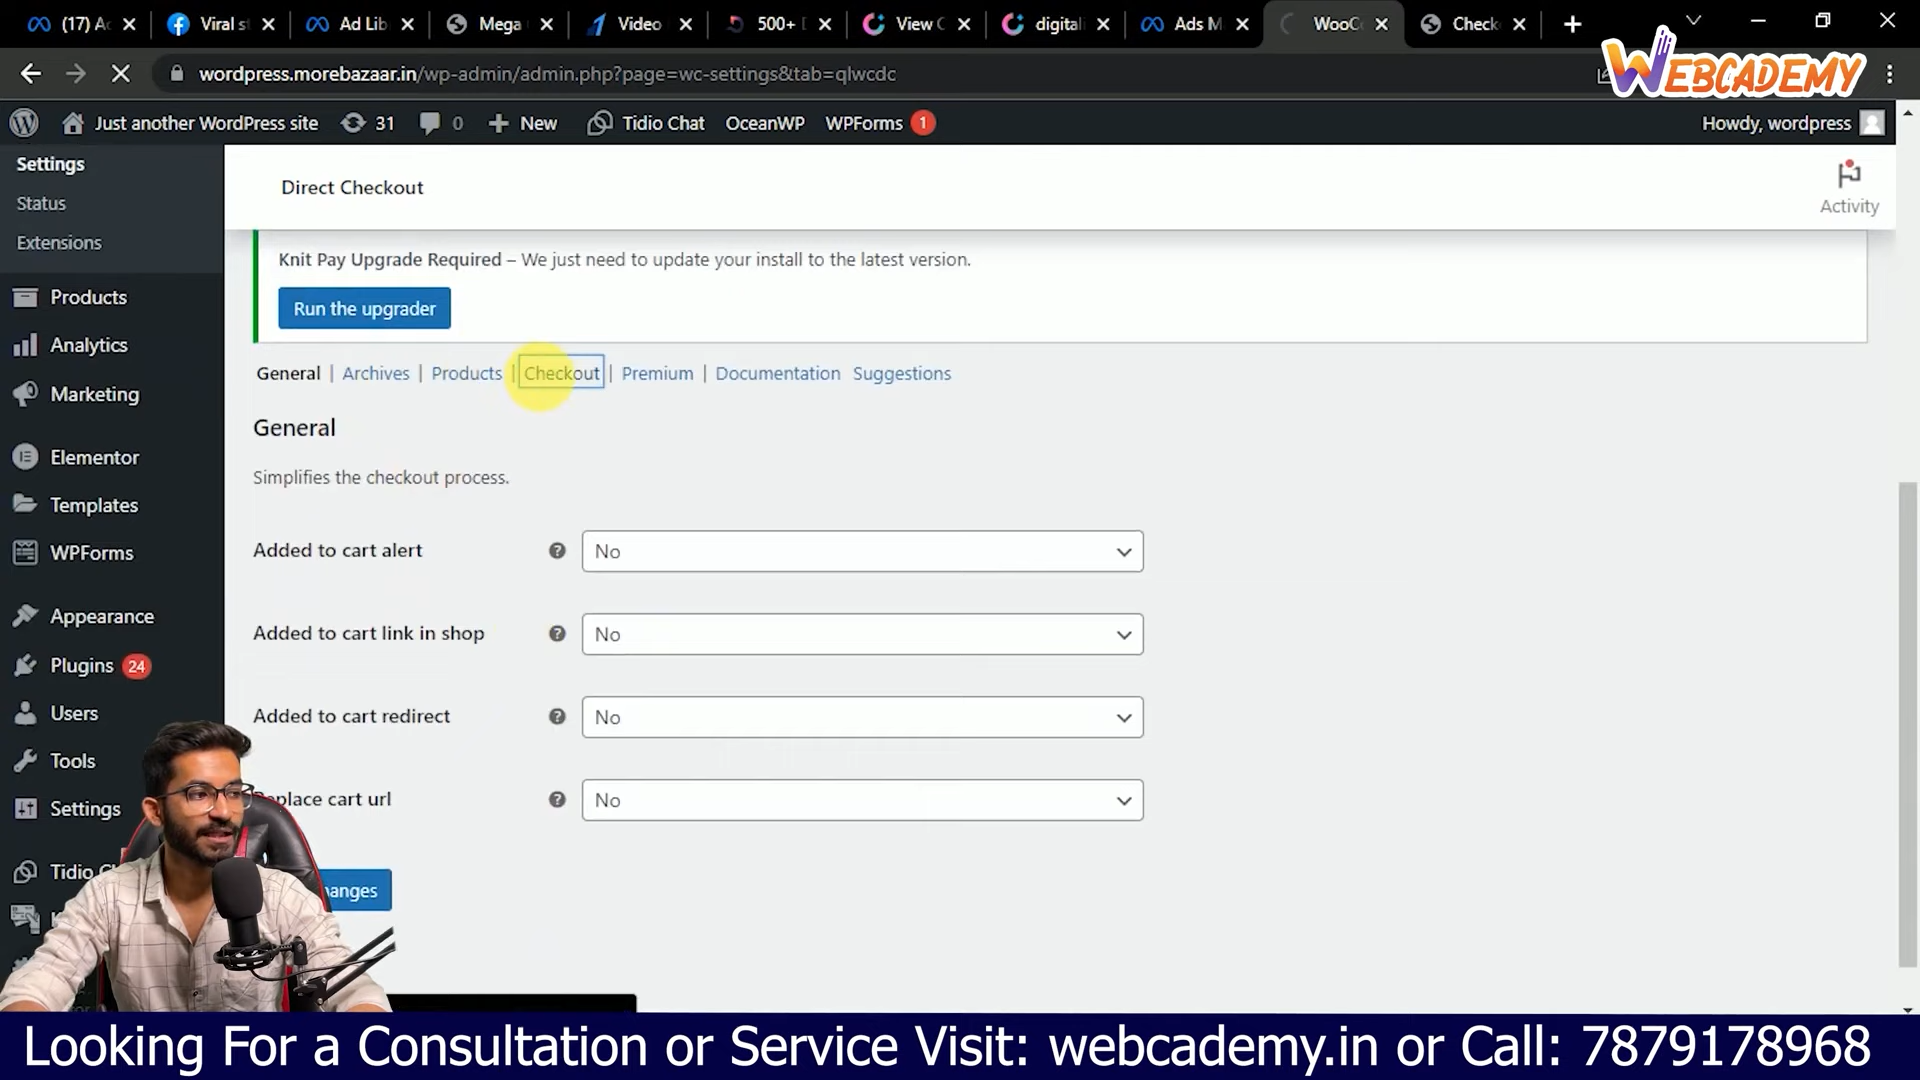 (17) A
Viral st
Ad Lib
Mega
Video
500+
View C
digital
Ads M
WooC
Check
wordpress.morebazaar.in/wp-admin/admin.php?page=wc-settings&tab=qlwcdc
WEBCADEMY
Just another WordPress site
31
0
New
Tidio Chat
OceanWP
WPForms 1
Howdy, wordpress
Settings
Status
Extensions
Products
Analytics
Marketing
Elementor
Templates
WPForms
Appearance
Plugins 24
Users
Tools
Settings
Tidio C
Direct Checkout
Activity
Knit Pay Upgrade Required – We just need to update your install to the latest version.
Run the upgrader
General | Archives | Products | Checkout | Premium | Documentation Suggestions
General
Simplifies the checkout process.
Added to cart alert
No
Added to cart link in shop
No
Added to cart redirect
No
place cart url
No
anges
Looking For a Consultation or Service Visit: webcademy.in or Call: 7879178968